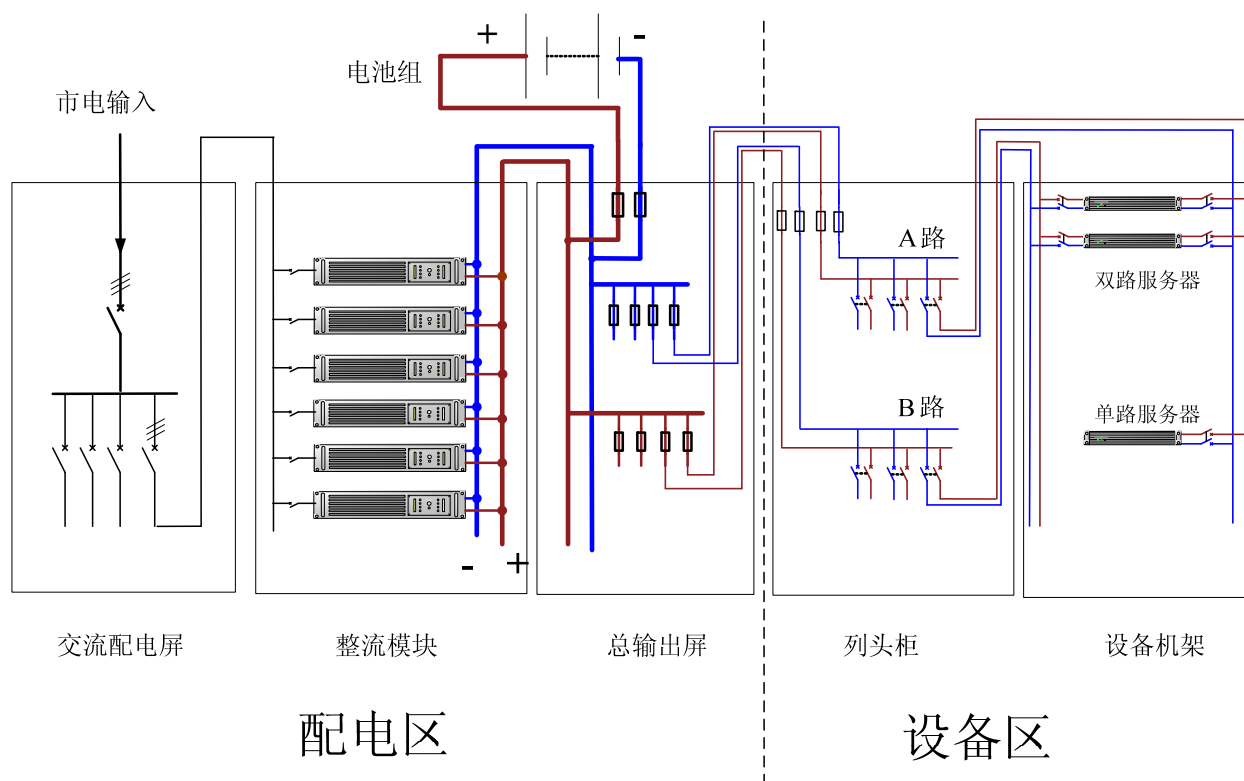 +
-
电池组
市电输入
A路
双路服务器
B路
单路服务器
-
+
交流配电屏
整流模块
总输出屏
列头柜
设备机架
配电区
设备区